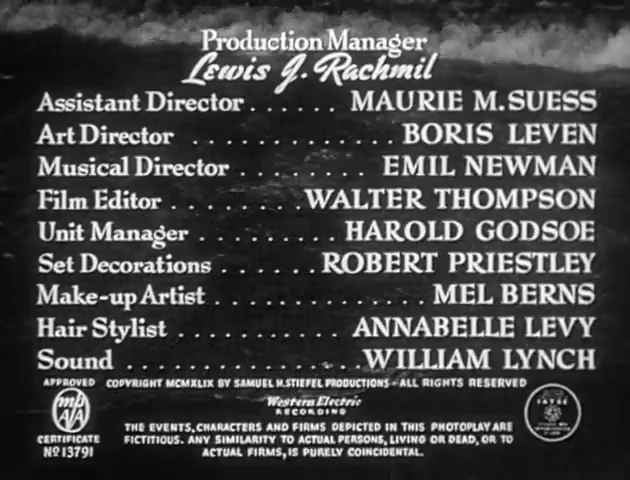 Production Manager
Lewis J. Rachmil
Assistant Director ...... MAURIE M. SUESS
Art Director ............. BORIS LEVEN
Musical Director ........ EMIL NEWMAN
Film Editor ........ WALTER THOMPSON
Unit Manager ......... HAROLD GODSOE
Set Decorations ...... ROBERT PRIESTLEY
Make-up Artist ............. MEL BERNS
Hair Stylist ........... ANNABELLE LEVY
Sound ............... WILLIAM LYNCH
APPROVED COPYRIGHT MCMXLIX BY SAMUEL H. STIEFEL PRODUCTIONS - ALL RIGHTS RESERVED
MPAA
Western Electric
RECORDING
CERTIFICATE
No 13791
THE EVENTS, CHARACTERS AND FIRMS DEPICTED IN THIS PHOTOPLAY ARE
FICTITIOUS. ANY SIMILARITY TO ACTUAL PERSONS, LIVING OR DEAD, OR TO
ACTUAL FIRMS, IS PURELY COINCIDENTAL.